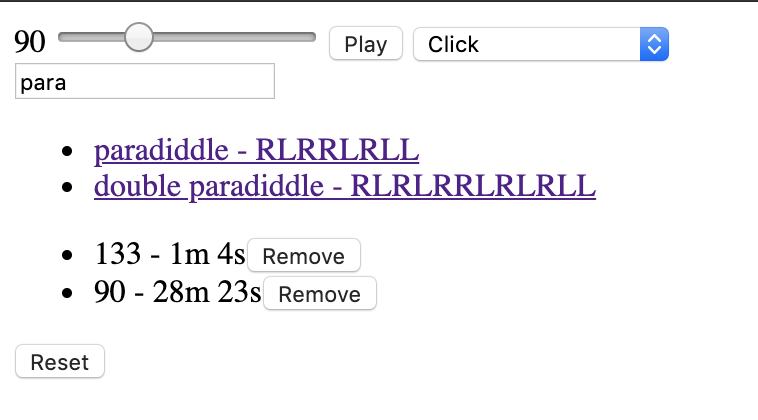 90 Play Click
para
paradiddle - RLRRLRLL
double paradiddle - RLRLRRLRLRLL
133 - 1m 4s Remove
90 - 28m 23s Remove
Reset